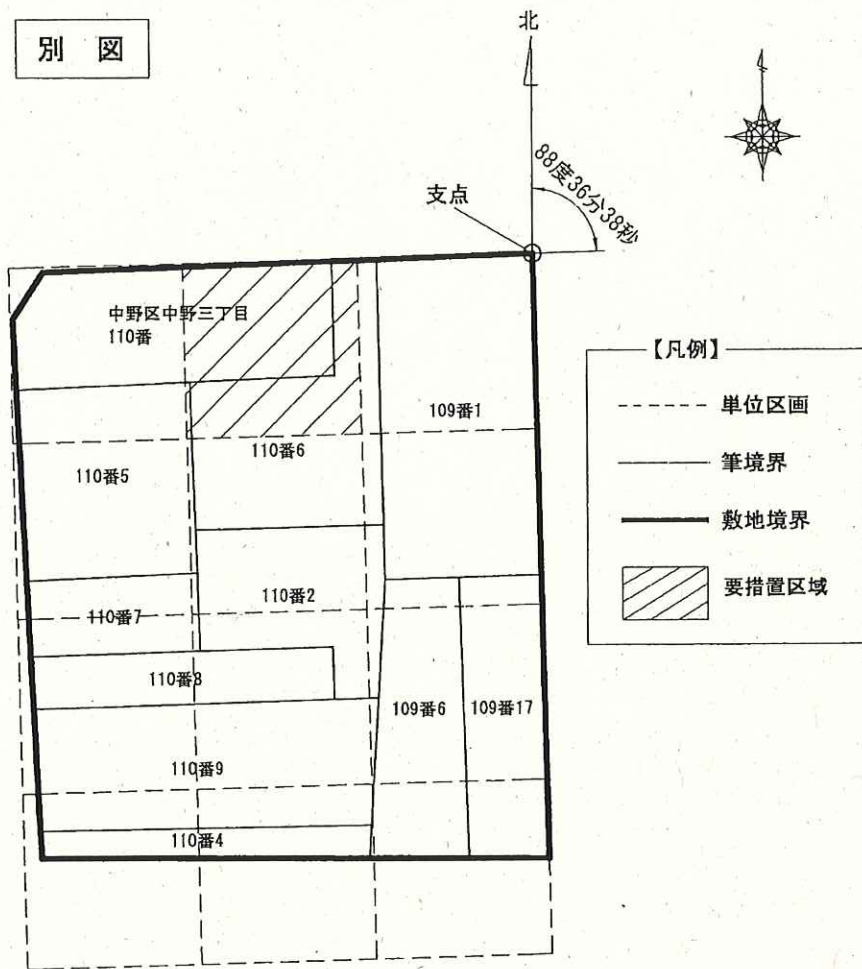 別 図
北
88度36分38秒
支点
中野区中野三丁目
110番
109番1
110番6
110番5
110番2
110番7
110番8
109番6
109番17
110番9
110番4
【凡例】
単位区画
筆境界
敷地境界
要措置区域